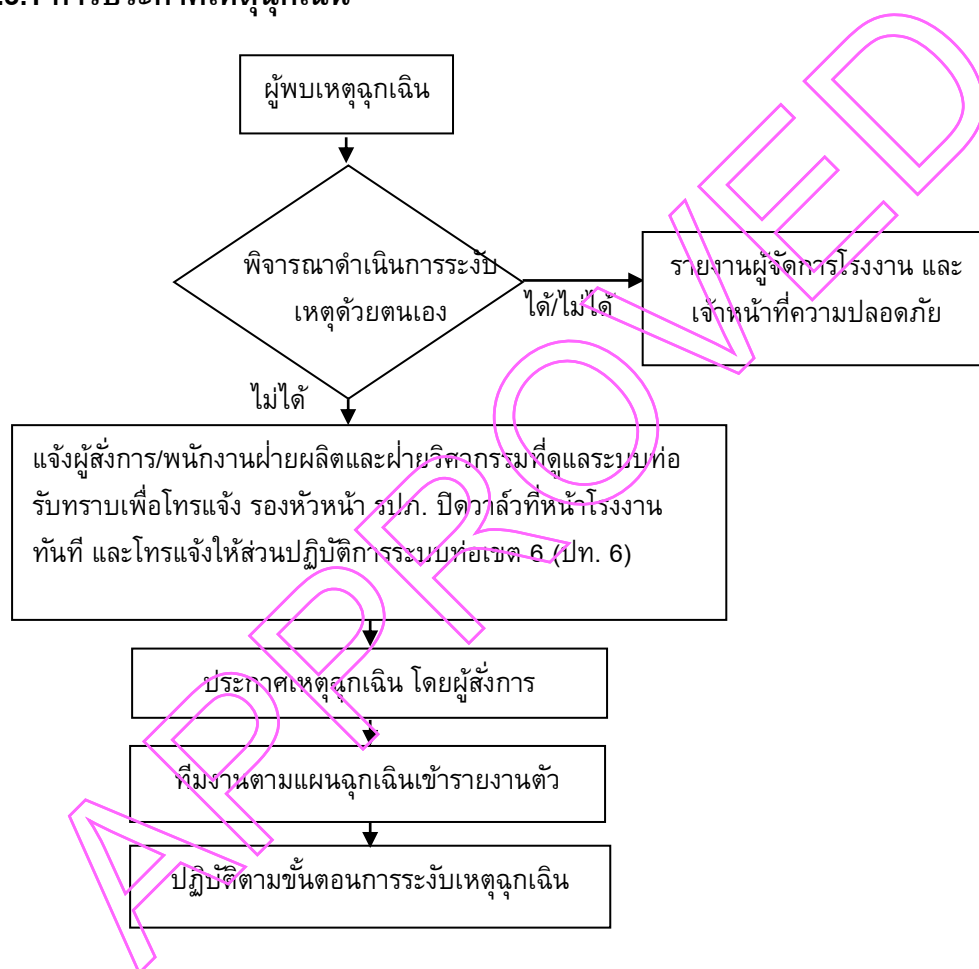 ผู้พบเหตุฉุกเฉิน
พิจารณาดำเนินการระงับ
เหตุด้วยตนเอง
ได้/ไม่ได้
รายงานผู้จัดการโรงงาน และ
เจ้าหน้าที่ความปลอดภัย
ไม่ได้
แจ้งผู้สั่งการ/พนักงานฝ่ายผลิตและฝ่ายวิศวกรรมที่ดูแลระบบท่อ
รับทราบเพื่อโทรแจ้ง รองหัวหน้า รปภ. ปิดวาล์วที่หน้าโรงงาน
ทันที และโทรแจ้งให้ส่วนปฏิบัติการระบบท่อเขต 6 (ปท. 6)
ประกาศเหตุฉุกเฉิน โดยผู้สั่งการ
ทีมงานตามแผนฉุกเฉินเข้ารายงานตัว
ปฏิบัติตามขั้นตอนการระงับเหตุฉุกเฉิน
APPROVED